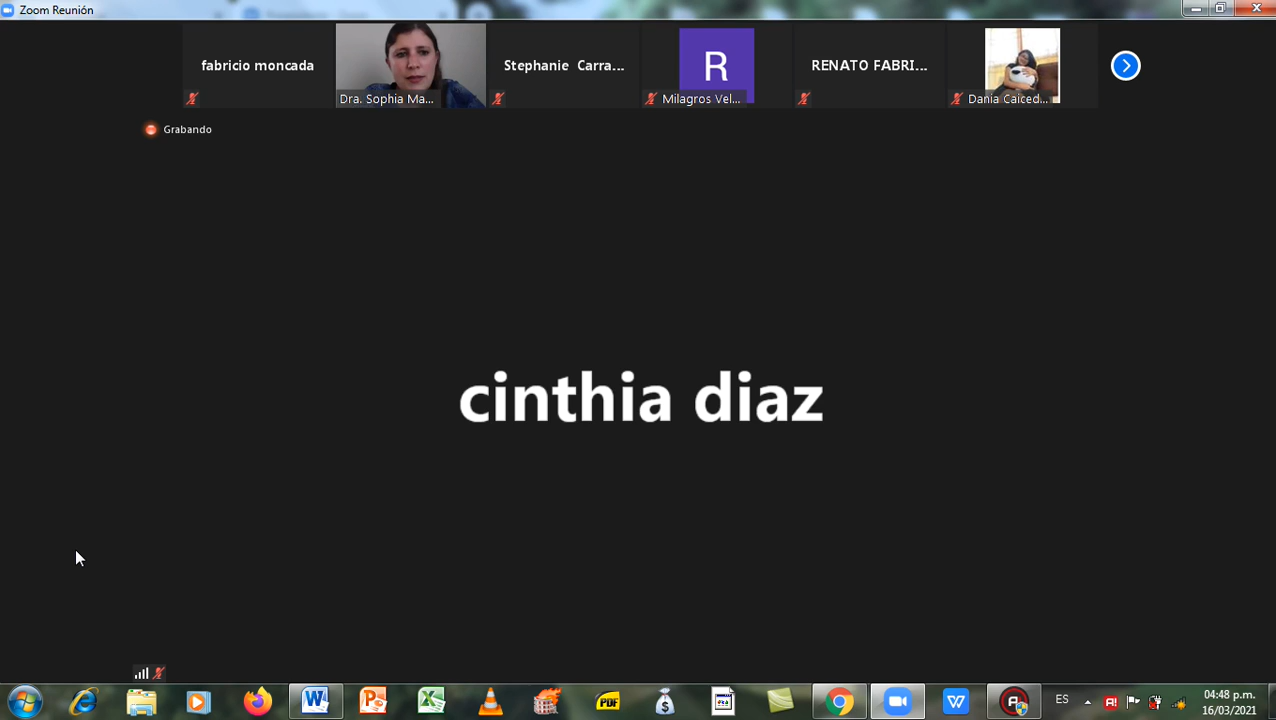 Zoom Reunión
fabricio moncada
Dra. Sophia Ma...
Stephanie Carra...
R
Milagros Vel...
RENATO FABRI...
Dania Caiced...
Grabando
cinthia diaz
PDF
ES
04:48 p.m.
16/03/2021